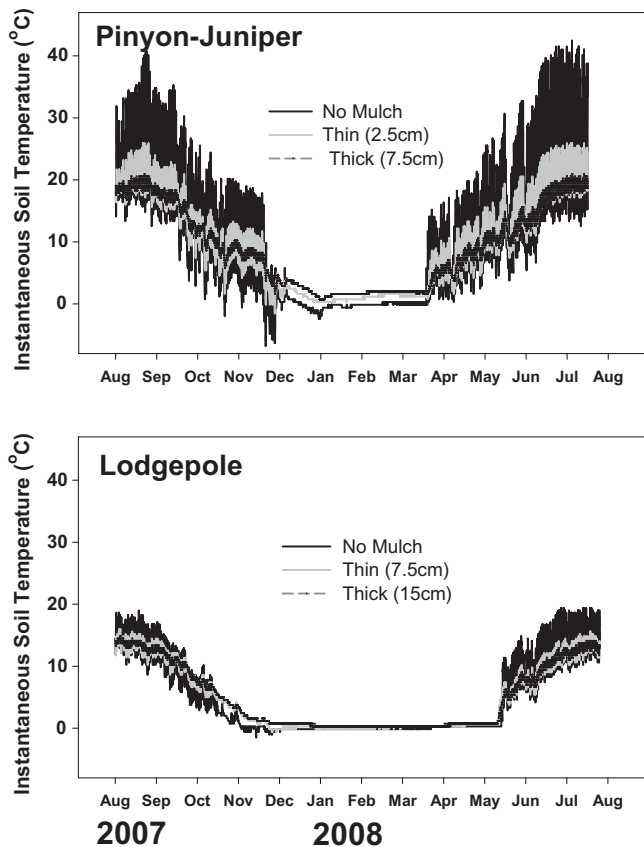 Pinyon-Juniper
Instantaneous Soil Temperature (°C)
40
30
20
10
0
No Mulch
Thin (2.5cm)
Thick (7.5cm)
Aug Sep Oct Nov Dec Jan Feb Mar Apr May Jun Jul Aug
Lodgepole
Instantaneous Soil Temperature (°C)
40
30
20
10
0
No Mulch
Thin (7.5cm)
Thick (15cm)
Aug Sep Oct Nov Dec Jan Feb Mar Apr May Jun Jul Aug
2007 2008